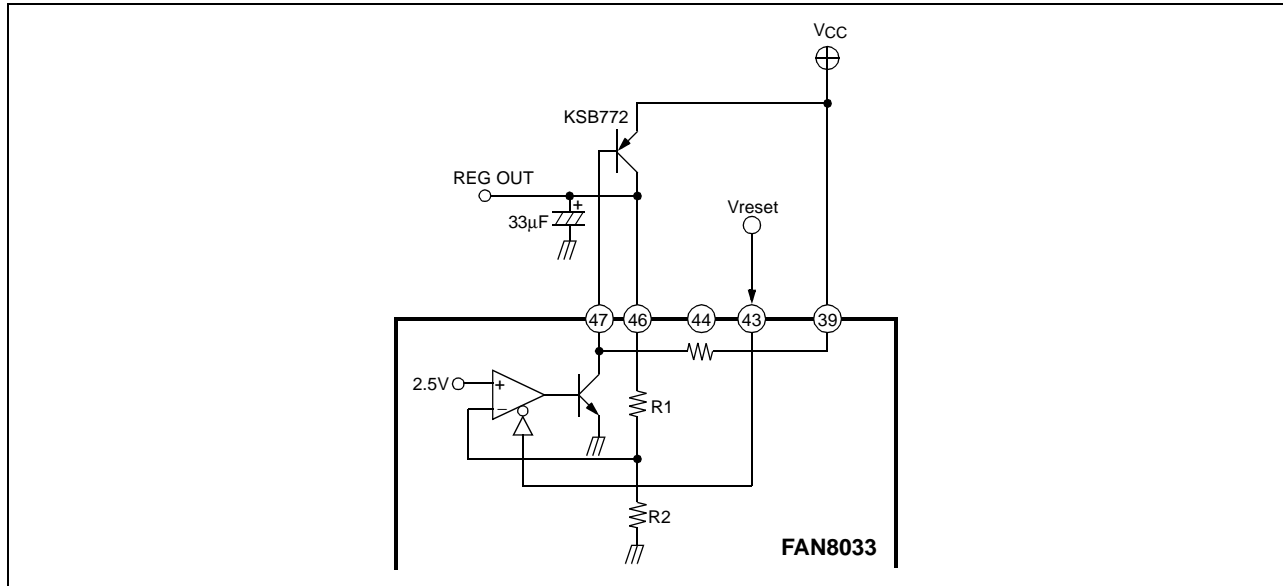 VCC
KSB772
REG OUT
+
33μF
Vreset
47
46
44
43
39
2.5V
+
−
R1
R2
FAN8033